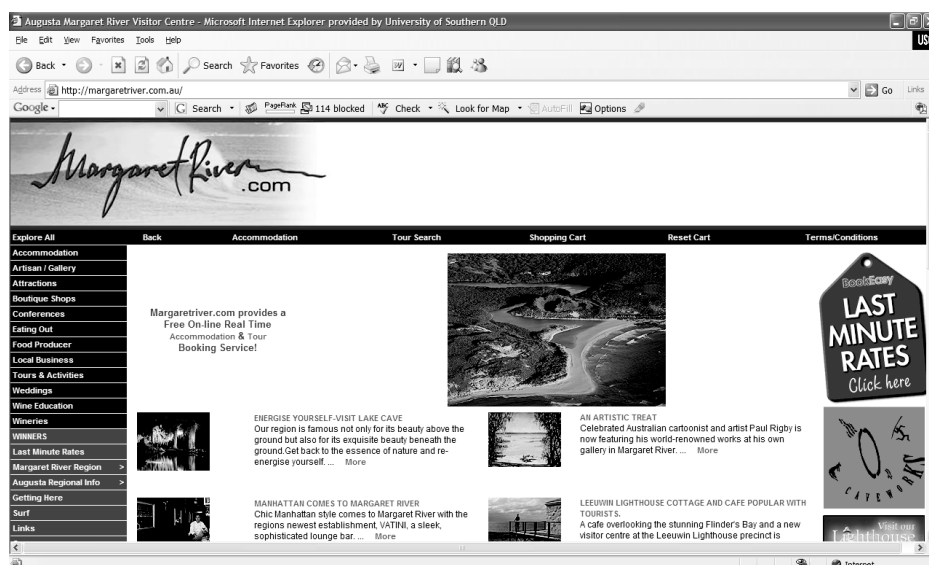 Augusta Margaret River Visitor Centre - Microsoft Internet Explorer provided by University of Southern QLD
File Edit View Favorites Tools Help
US
Back Search Favorites
Address http://margaretriver.com.au/ Go Links
Google Search PageRank 114 blocked ABC Check Look for Map AutoFill Options
Margaret River
.com
Explore All Back Accommodation Tour Search Shopping Cart Reset Cart Terms/Conditions
Accommodation
Artisan / Gallery
Attractions
Boutique Shops
Conferences
Eating Out
Food Producer
Local Business
Tours & Activities
Weddings
Wine Education
Wineries
WINNERS
Last Minute Rates
Margaret River Region >
Augusta Regional Info >
Getting Here
Surf
Links
Margaretriver.com provides a
Free On-line Real Time
Accommodation & Tour
Booking Service!
BookEasy
LAST
MINUTE
RATES
Click here
ENERGISE YOURSELF-VISIT LAKE CAVE
Our region is famous not only for its beauty above the
ground but also for its exquisite beauty beneath the
ground.Get back to the essence of nature and re-
energise yourself. ... More
AN ARTISTIC TREAT
Celebrated Australian cartoonist and artist Paul Rigby is
now featuring his world-renowned works at his own
gallery in Margaret River. ... More
CAVEWORKS
MANHATTAN COMES TO MARGARET RIVER
Chic Manhattan style comes to Margaret River with the
regions newest establishment, VATINI, a sleek,
sophisticated lounge bar. ... More
LEEUWIN LIGHTHOUSE COTTAGE AND CAFE POPULAR WITH
TOURISTS.
A cafe overlooking the stunning Flinder's Bay and a new
visitor centre at the Leeuwin Lighthouse precinct is
Visit our
Lighthouse
Internet